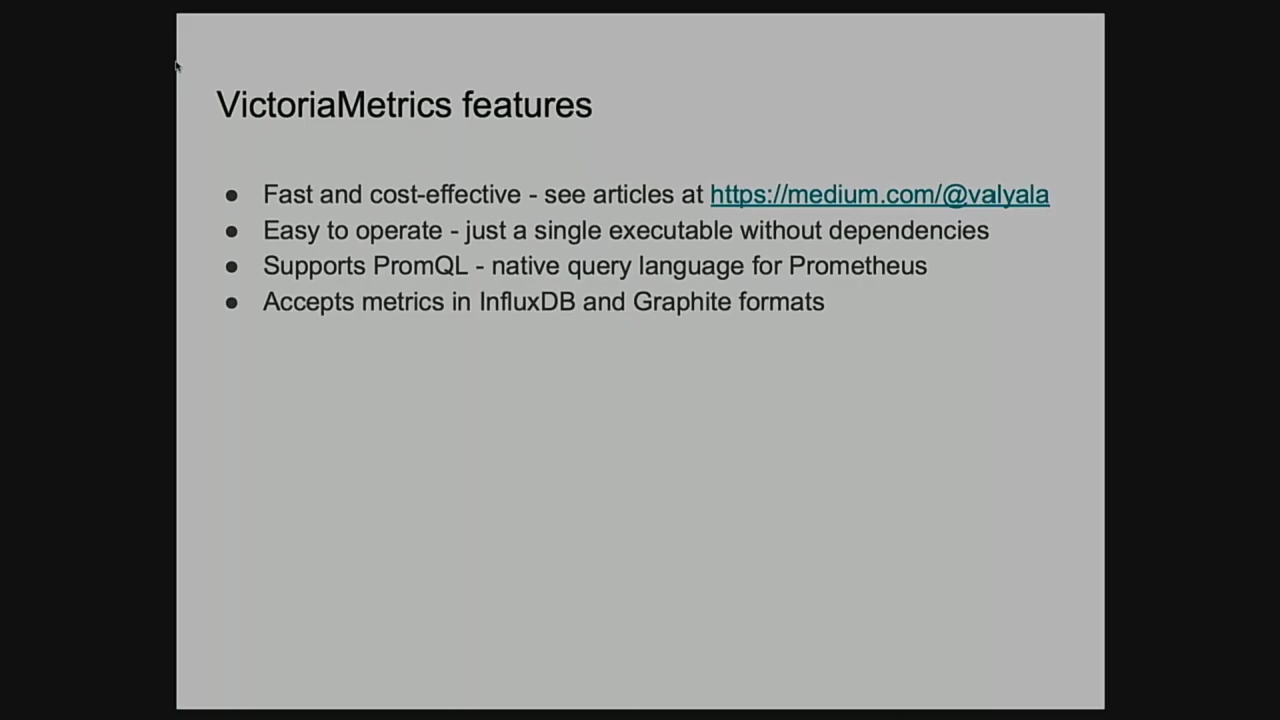 VictoriaMetrics features
● Fast and cost-effective - see articles at https://medium.com/@valyala
● Easy to operate - just a single executable without dependencies
● Supports PromQL - native query language for Prometheus
● Accepts metrics in InfluxDB and Graphite formats